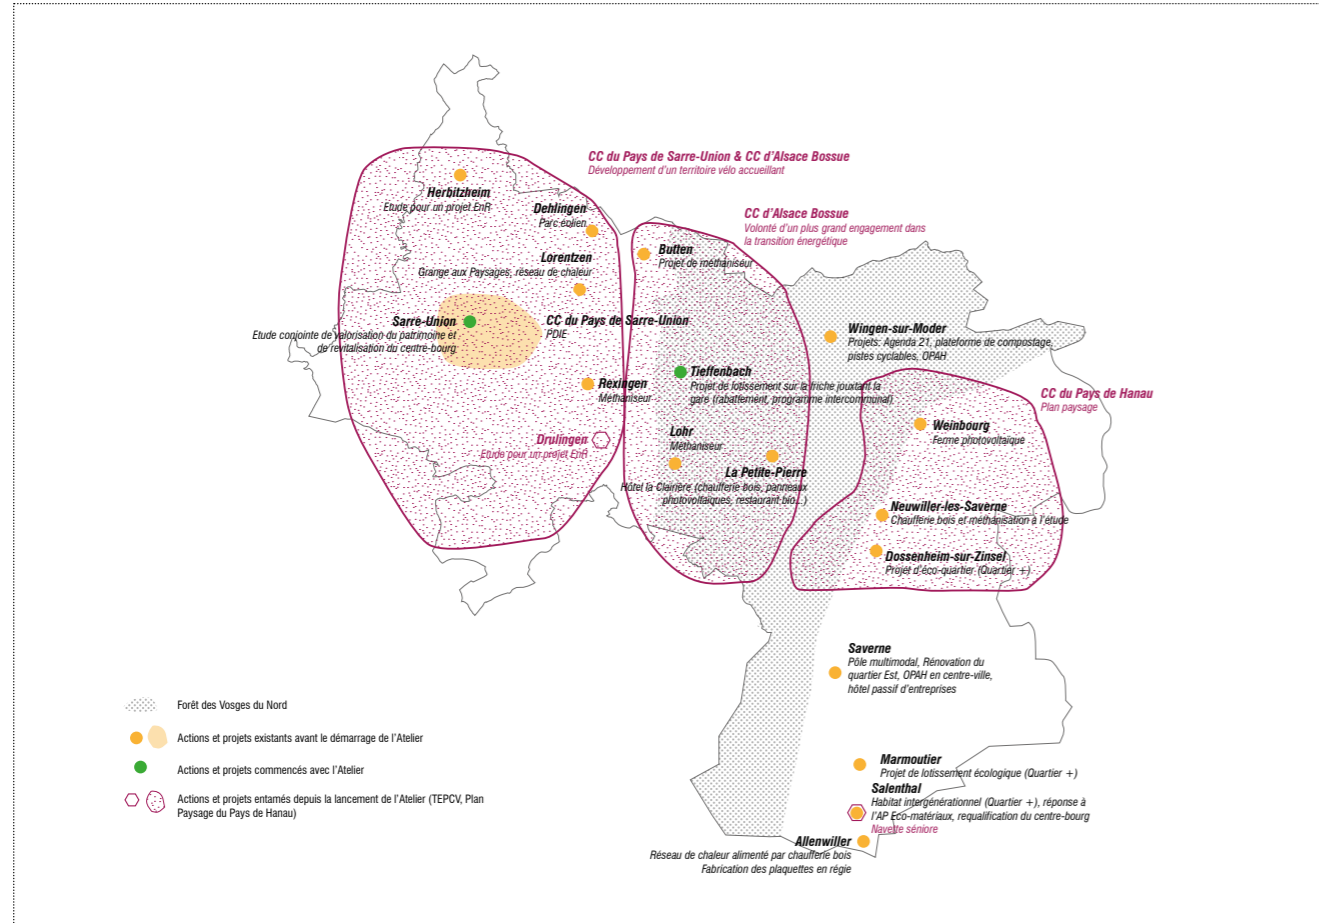 CC du Pays de Sarre-Union & CC d'Alsace Bossue
Développement d'un territoire vélo accueillant
Herbitzheim
Etude pour un projet EnR
Dehlingen
Parc éolien
CC d'Alsace Bossue
Volonté d'un plus grand engagement dans
la transition énergétique
Butten
Projet de méthaniseur
Lorentzen
Grange aux Paysages, réseau de chaleur
Sarre-Union
Etude conjointe de valorisation du patrimoine et
de revitalisation du centre-bourg
CC du Pays de Sarre-Union
PDIE
Wingen-sur-Moder
Projets: Agenda 21, plateforme de compostage,
pistes cyclables, OPAH
Tieffenbach
Projet de lotissement sur la friche jouxtant la
gare (rabattement, programme intercommunal)
Rexingen
Méthaniseur
CC du Pays de Hanau
Plan paysage
Weinbourg
Ferme photovoltaïque
Drulingen
Etude pour un projet EnR
Lohr
Méthaniseur
La Petite-Pierre
Hôtel la Clairière (chaufferie bois, panneaux
photovoltaïques, restaurant bio...)
Neuwiller-les-Saverne
Chaufferie bois et méthanisation à l'étude
Dossenheim-sur-Zinsel
Projet d'éco-quartier (Quartier +)
Saverne
Pôle multimodal, Rénovation du
quartier Est, OPAH en centre-ville,
hôtel passif d'entreprises
Marmoutier
Projet de lotissement écologique (Quartier +)
Salenthal
Habitat intergénérationnel (Quartier +), réponse à
l'AP Eco-matériaux, requalification du centre-bourg
Navette séniore
Allenwiller
Réseau de chaleur alimenté par chaufferie bois
Fabrication des plaquettes en régie
Forêt des Vosges du Nord
Actions et projets existants avant le démarrage de l'Atelier
Actions et projets commencés avec l'Atelier
Actions et projets entamés depuis la lancement de l'Atelier (TEPCV, Plan
Paysage du Pays de Hanau)